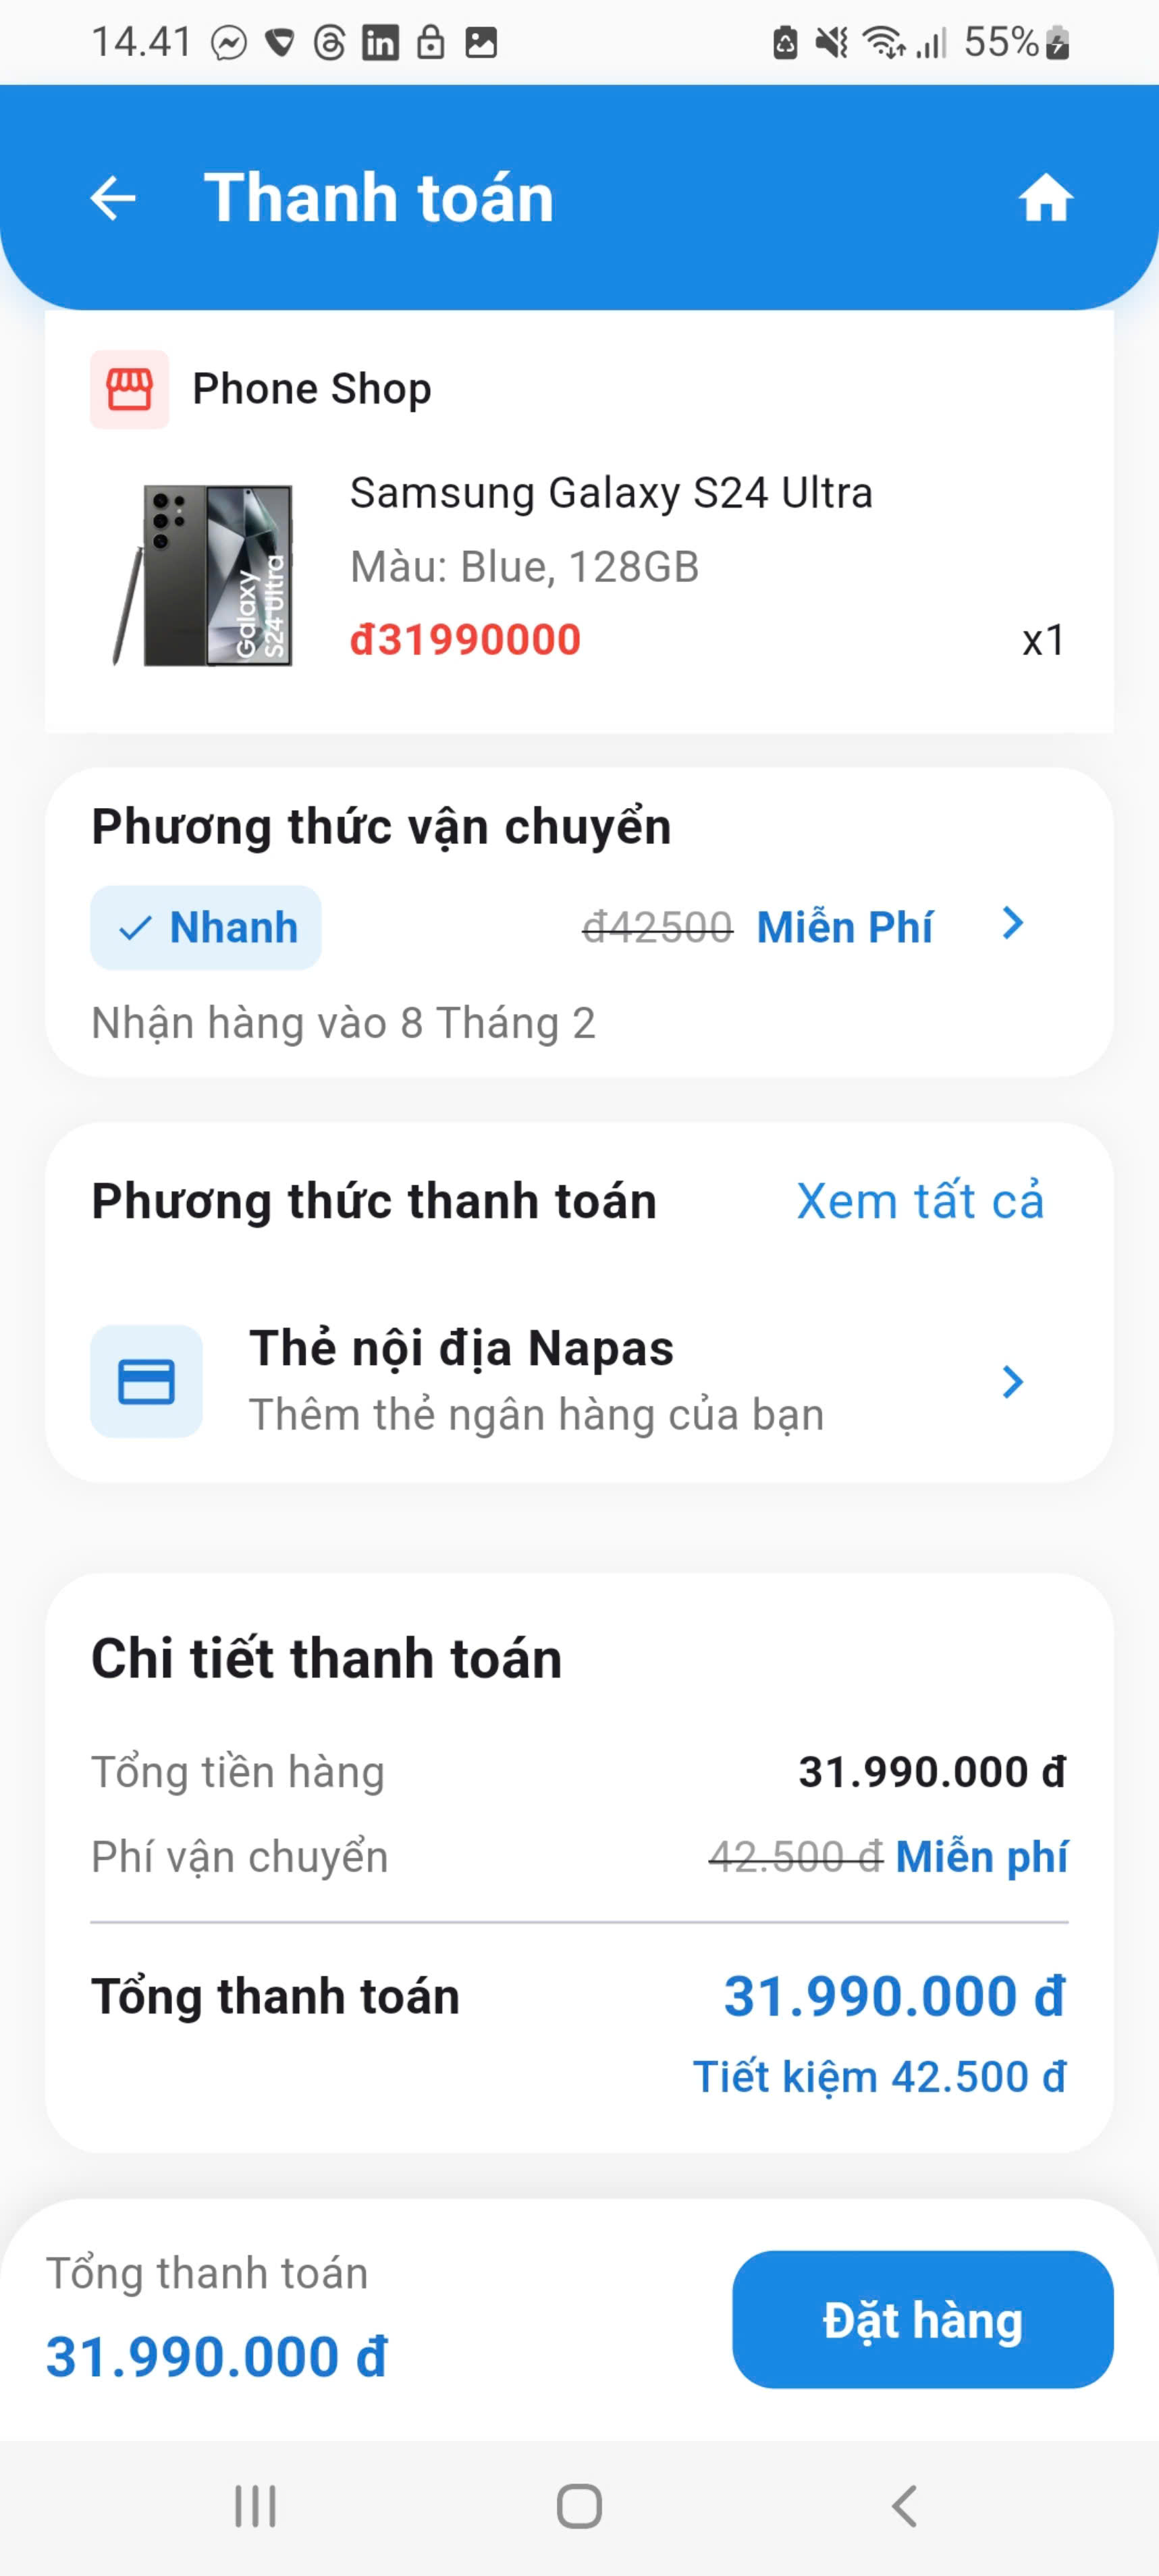 14.41
55%
Thanh toán
Phone Shop
Samsung Galaxy S24 Ultra
Màu: Blue, 128GB
đ31990000
x1
Galaxy
S24 Ultra
Phương thức vận chuyển
Nhanh
đ42500 Miễn Phí
Nhận hàng vào 8 Tháng 2
Phương thức thanh toán
Xem tất cả
Thẻ nội địa Napas
Thêm thẻ ngân hàng của bạn
Chi tiết thanh toán
Tổng tiền hàng
31.990.000 đ
Phí vận chuyển
42.500 đ Miễn phí
Tổng thanh toán
31.990.000 đ
Tiết kiệm 42.500 đ
Tổng thanh toán
31.990.000 đ
Đặt hàng